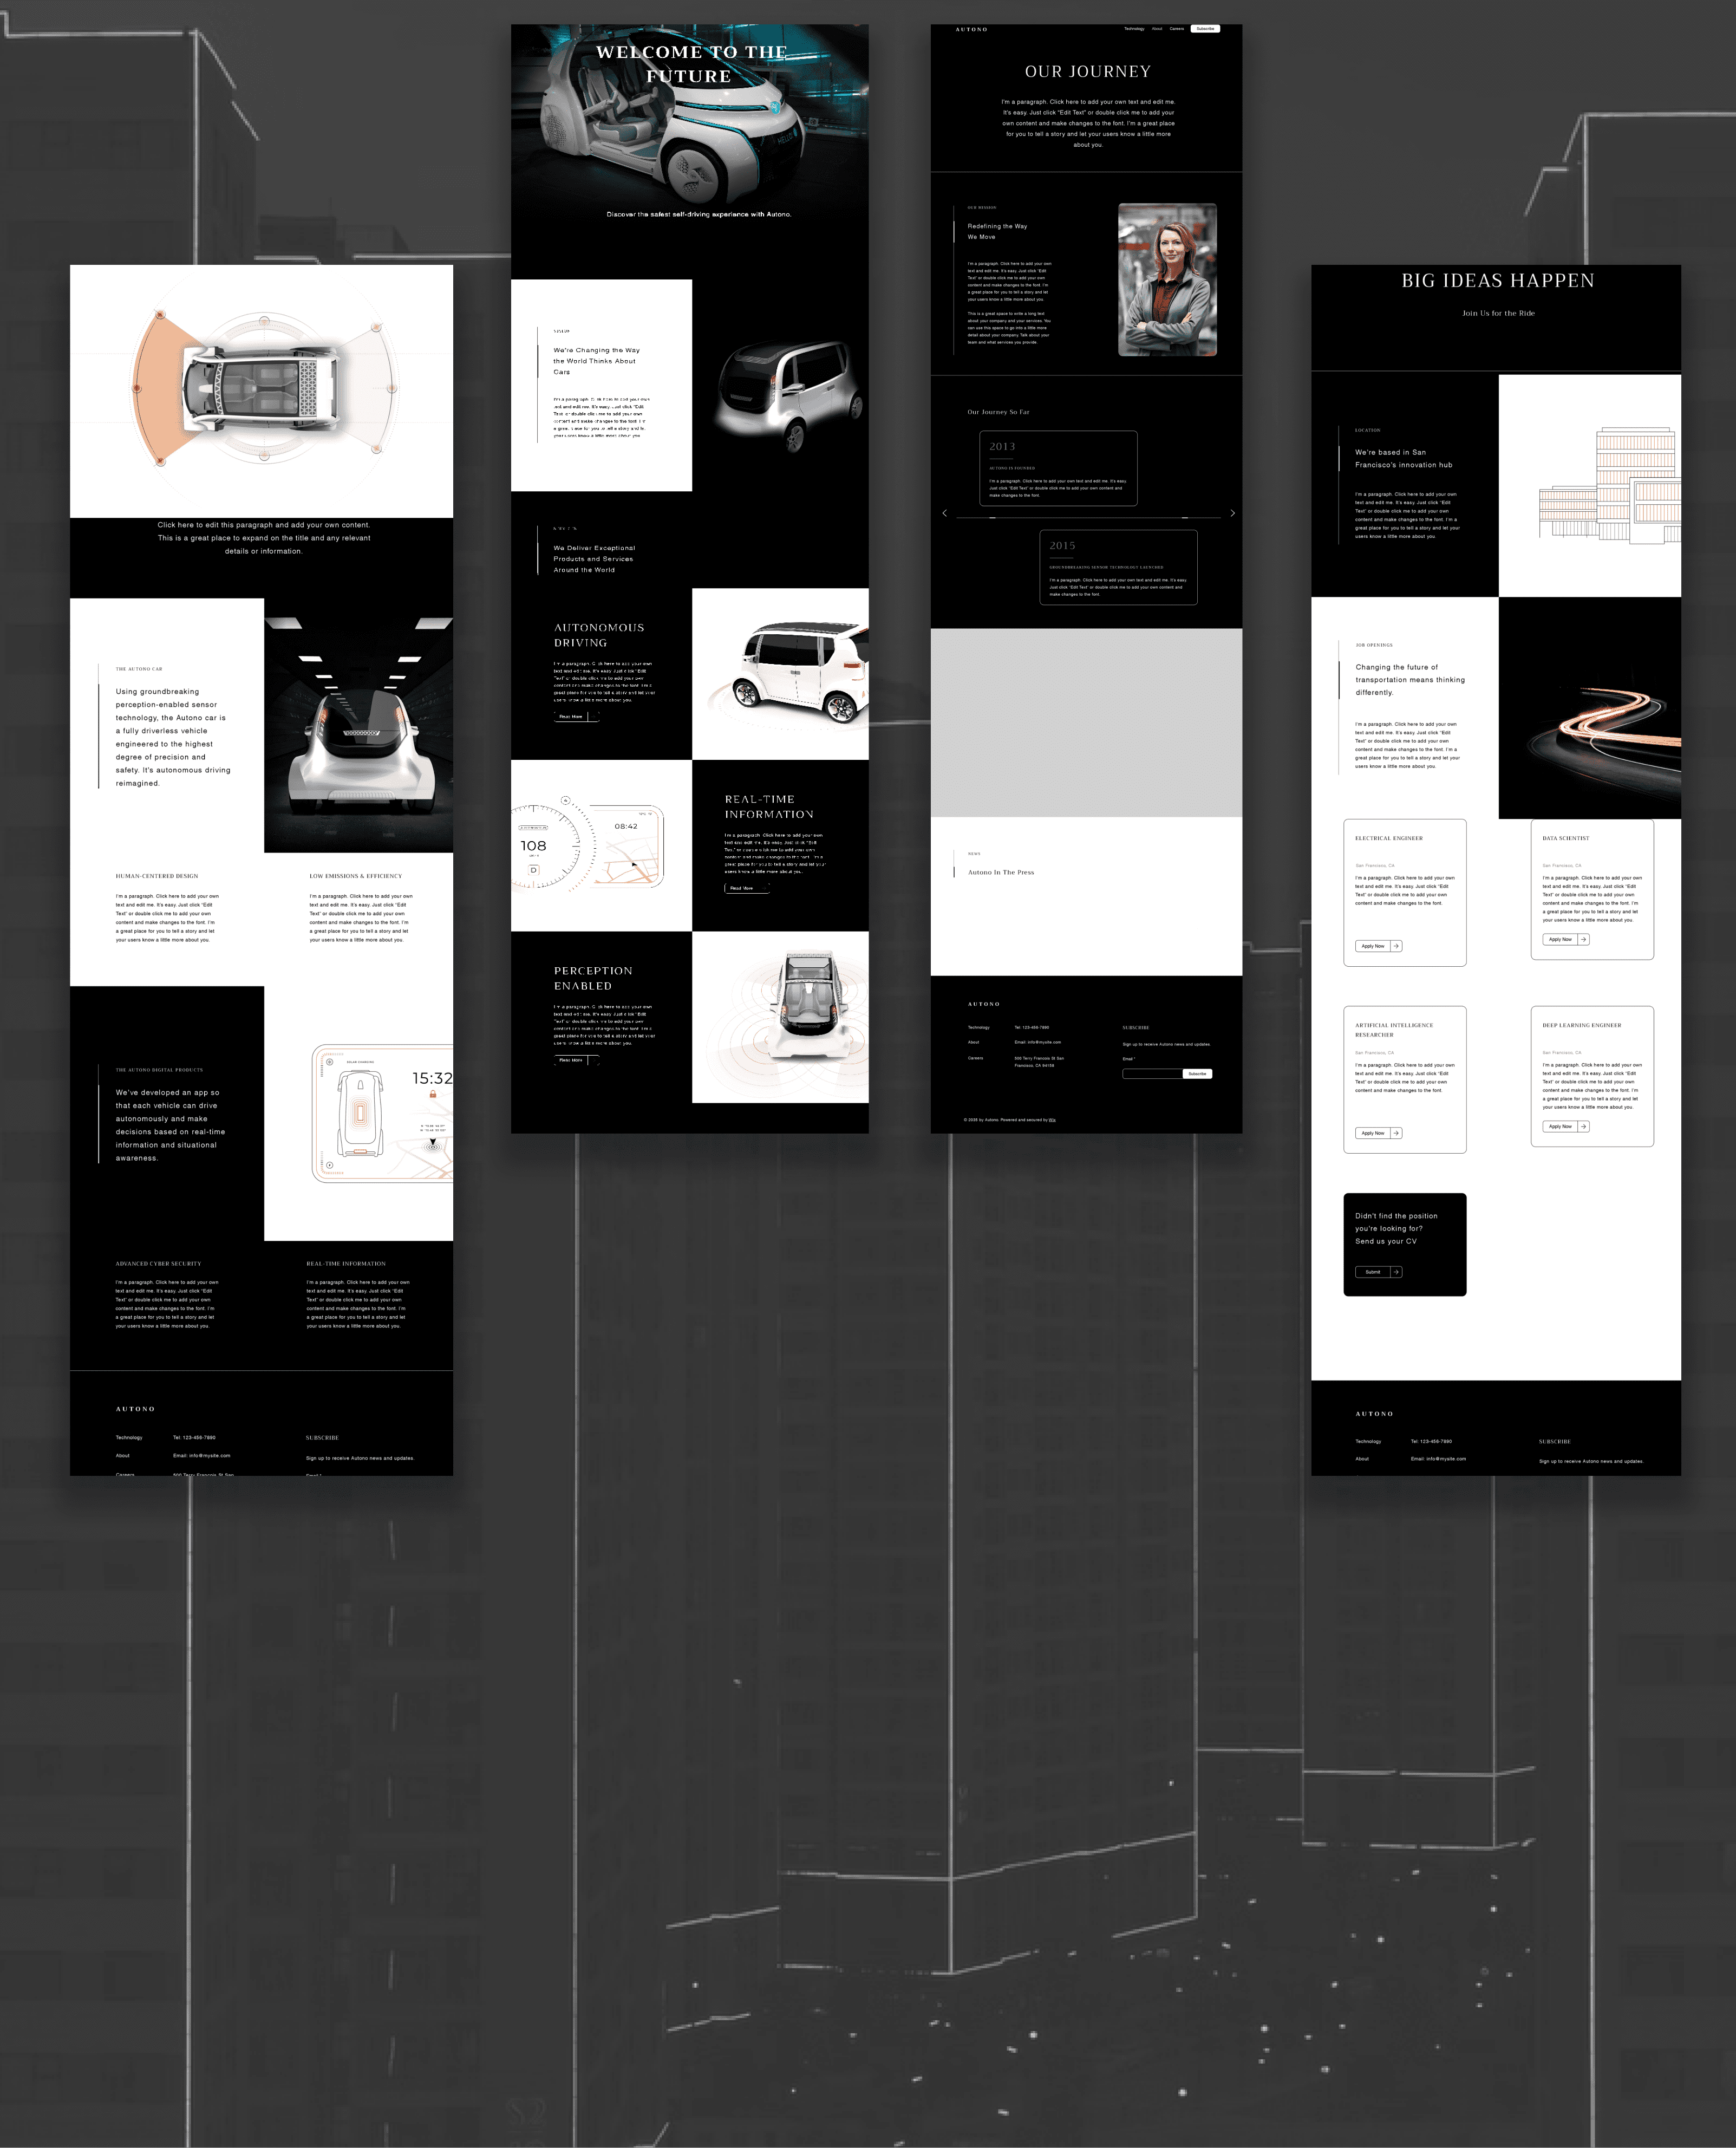 Click here to edit this paragraph and add your own content.
This is a great place to expand on the title and any relevant
details or information.
THE AUTONO CAR
Using groundbreaking
perception-enabled sensor
technology, the Autono car is
a fully driverless vehicle
engineered to the highest
degree of precision and
safety. It's autonomous driving
reimagined.
HUMAN-CENTERED DESIGN
I'm a paragraph. Click here to add your own
text and edit me. It's easy. Just click "Edit
Text" or double click me to add your own
content and make changes to the font. I'm
a great place for you to tell a story and let
your users know a little more about you.
LOW EMISSIONS & EFFICIENCY
I'm a paragraph. Click here to add your own
text and edit me. It's easy. Just click "Edit
Text" or double click me to add your own
content and make changes to the font. I'm
a great place for you to tell a story and let
your users know a little more about you.
THE AUTONO DIGITAL PRODUCTS
We've developed an app so
that each vehicle can drive
autonomously and make
decisions based on real-time
information and situational
awareness.
SOLAR CHARGING
15:32
ADVANCED CYBER SECURITY
I'm a paragraph. Click here to add your own
text and edit me. It's easy. Just click "Edit
Text" or double click me to add your own
content and make changes to the font. I'm
a great place for you to tell a story and let
your users know a little more about you.
REAL-TIME INFORMATION
I'm a paragraph. Click here to add your own
text and edit me. It's easy. Just click "Edit
Text" or double click me to add your own
content and make changes to the font. I'm
a great place for you to tell a story and let
your users know a little more about you.
AUTONO
Technology
About
Careers
Tel: 123-456-7890
Email: info@mysite.com
500 Terry Francois St San
SUBSCRIBE
Sign up to receive Autono news and updates.
Email *
WELCOME TO THE
FUTURE
HELLO
Discover the safest self-driving experience with Autono.
We're Changing the Way
the World Thinks About
Cars
I'm a paragraph. Click here to add your own
text and edit me. It's easy. Just click "Edit
Text" or double click me to add your own
content and make changes to the font. I'm
a great place for you to tell a story and let
your users know a little more about you.
We Deliver Exceptional
Products and Services
Around the World
AUTONOMOUS
DRIVING
I'm a paragraph. Click here to add your own
text and edit me. It's easy. Just click "Edit
Text" or double click me to add your own
content and make changes to the font. I'm a
great place for you to tell a story and let your
users know a little more about you.
Read More
108
D
08:42
REAL-TIME
INFORMATION
I'm a paragraph. Click here to add your own
text and edit me. It's easy. Just click "Edit
Text" or double click me to add your own
content and make changes to the font. I'm a
great place for you to tell a story and let your
users know a little more about you.
Read More
PERCEPTION
ENABLED
I'm a paragraph. Click here to add your own
text and edit me. It's easy. Just click "Edit
Text" or double click me to add your own
content and make changes to the font. I'm a
great place for you to tell a story and let your
users know a little more about you.
Read More
AUTONO
Technology About Careers Subscribe
OUR JOURNEY
I'm a paragraph. Click here to add your own text and edit me.
It's easy. Just click "Edit Text" or double click me to add your
own content and make changes to the font. I'm a great place
for you to tell a story and let your users know a little more
about you.
OUR MISSION
Redefining the Way
We Move
I'm a paragraph. Click here to add your own
text and edit me. It's easy. Just click "Edit
Text" or double click me to add your own
content and make changes to the font. I'm
a great place for you to tell a story and let
your users know a little more about you.
This is a great space to write a long text
about your company and your services. You
can use this space to go into a little more
detail about your company. Talk about your
team and what services you provide.
Our Journey So Far
2013
AUTONO IS FOUNDED
I'm a paragraph. Click here to add your own text and edit me. It's easy.
Just click "Edit Text" or double click me to add your own content and
make changes to the font.
2015
GROUNDBREAKING SENSOR TECHNOLOGY LAUNCHED
I'm a paragraph. Click here to add your own text and edit me. It's easy.
Just click "Edit Text" or double click me to add your own content and
make changes to the font.
NEWS
Autono In The Press
AUTONO
Technology
About
Careers
Tel: 123-456-7890
Email: info@mysite.com
500 Terry Francois St San
Francisco, CA 94158
SUBSCRIBE
Sign up to receive Autono news and updates.
Email *
Subscribe
© 2035 by Autono. Powered and secured by Wix
BIG IDEAS HAPPEN
Join Us for the Ride
LOCATION
We're based in San
Francisco's innovation hub
I'm a paragraph. Click here to add your own
text and edit me. It's easy. Just click "Edit
Text" or double click me to add your own
content and make changes to the font. I'm a
great place for you to tell a story and let your
users know a little more about you.
JOB OPENINGS
Changing the future of
transportation means thinking
differently.
I'm a paragraph. Click here to add your own
text and edit me. It's easy. Just click "Edit
Text" or double click me to add your own
content and make changes to the font. I'm a
great place for you to tell a story and let your
users know a little more about you.
ELECTRICAL ENGINEER
San Francisco, CA
I'm a paragraph. Click here to add your own
text and edit me. It's easy. Just click "Edit
Text" or double click me to add your own
content and make changes to the font.
Apply Now
DATA SCIENTIST
San Francisco, CA
I'm a paragraph. Click here to add your own
text and edit me. It's easy. Just click "Edit
Text" or double click me to add your own
content and make changes to the font. I'm
a great place for you to tell a story and let
your users know a little more about you.
Apply Now
ARTIFICIAL INTELLIGENCE
RESEARCHER
San Francisco, CA
I'm a paragraph. Click here to add your own
text and edit me. It's easy. Just click "Edit
Text" or double click me to add your own
content and make changes to the font.
Apply Now
DEEP LEARNING ENGINEER
San Francisco, CA
I'm a paragraph. Click here to add your own
text and edit me. It's easy. Just click "Edit
Text" or double click me to add your own
content and make changes to the font. I'm
a great place for you to tell a story and let
your users know a little more about you.
Apply Now
Didn't find the position
you're looking for?
Send us your CV
Submit
AUTONO
Technology
About
Tel: 123-456-7890
Email: info@mysite.com
SUBSCRIBE
Sign up to receive Autono news and updates.